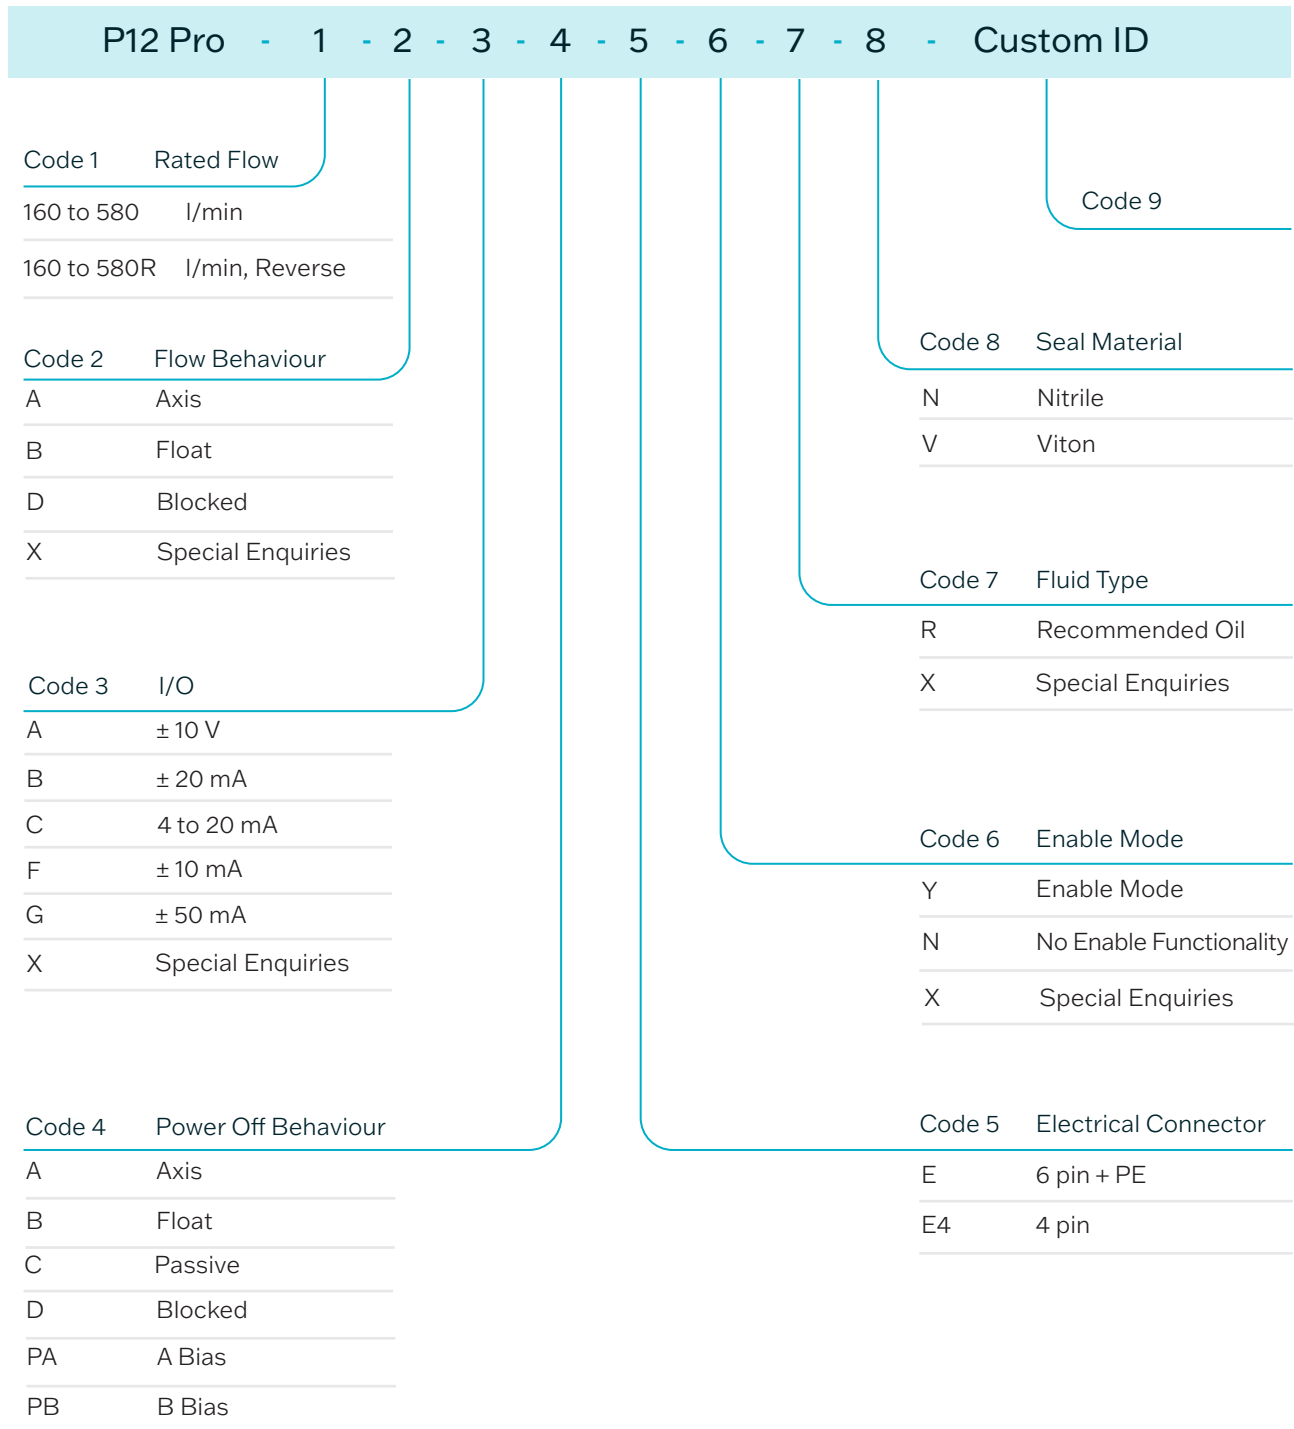 P12 Pro - 1 - 2 - 3 - 4 - 5 - 6 - 7 - 8 - Custom ID
Code 1 Rated Flow
160 to 580 l/min
160 to 580R l/min, Reverse
Code 2 Flow Behaviour
A Axis
B Float
D Blocked
X Special Enquiries
Code 3 I/O
A ± 10 V
B ± 20 mA
C 4 to 20 mA
F ± 10 mA
G ± 50 mA
X Special Enquiries
Code 4 Power Off Behaviour
A Axis
B Float
C Passive
D Blocked
PA A Bias
PB B Bias
Code 9
Code 8 Seal Material
N Nitrile
V Viton
Code 7 Fluid Type
R Recommended Oil
X Special Enquiries
Code 6 Enable Mode
Y Enable Mode
N No Enable Functionality
X Special Enquiries
Code 5 Electrical Connector
E 6 pin + PE
E4 4 pin